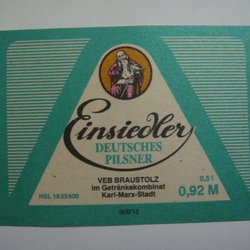 Einsiedler
DEUTSCHES
PILSNER
VEB BRAUSTOLZ
im Getränkekombinat
Karl-Marx-Stadt
HSL 1823600
0,5 l
0,92 M